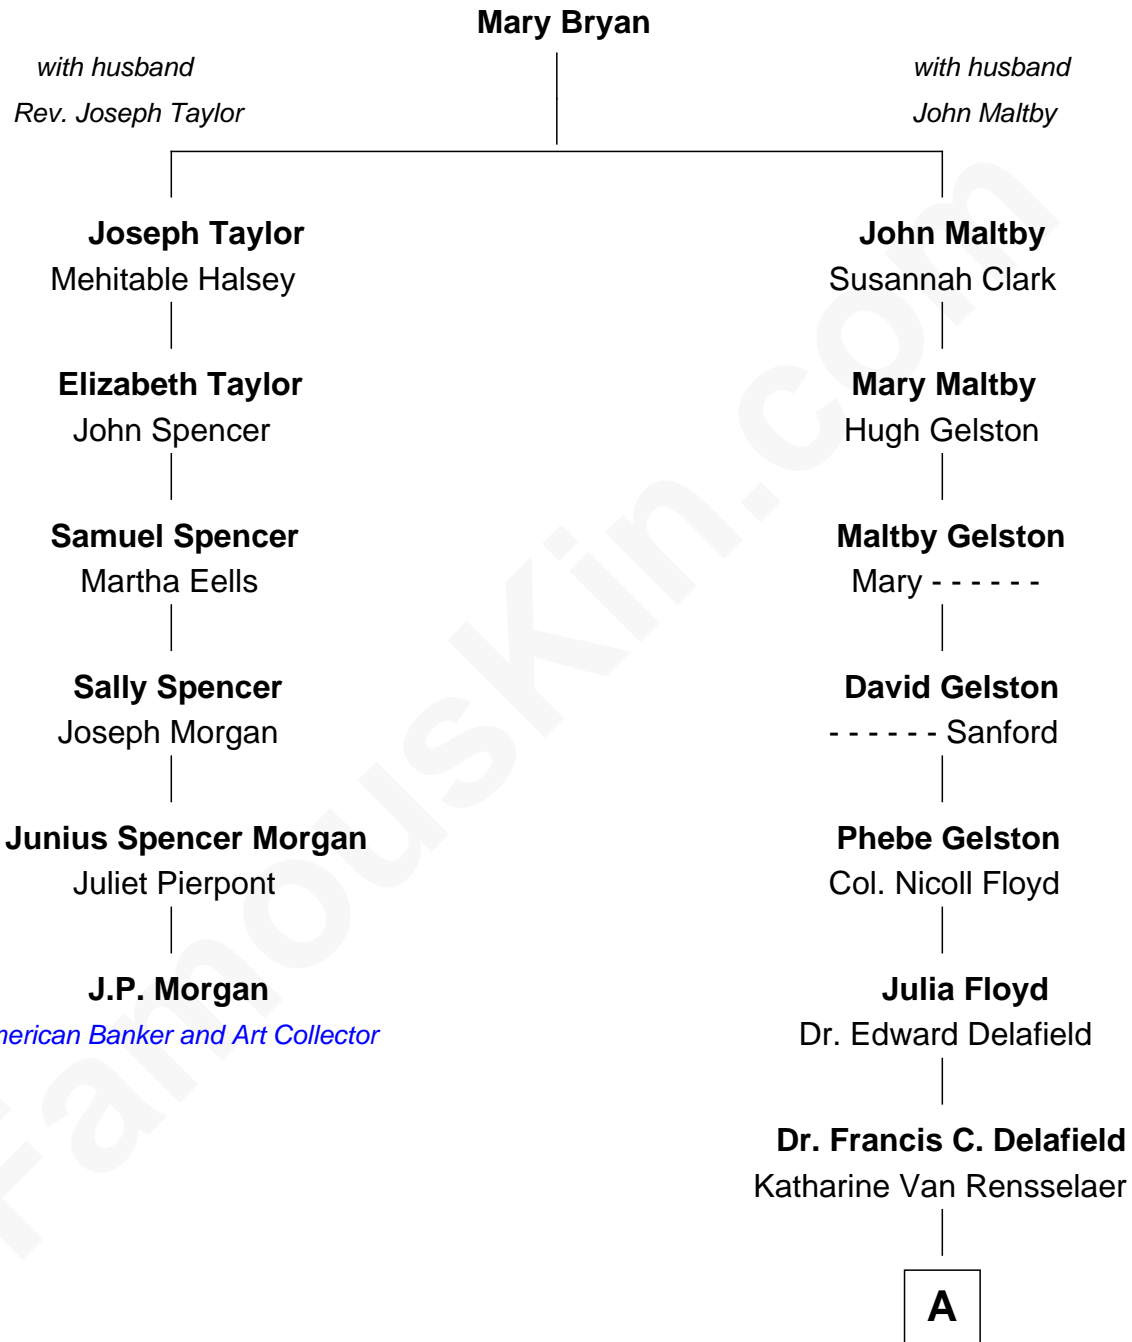 Mary Bryan
with husband
Rev. Joseph Taylor
with husband
John Maltby
Joseph Taylor
Mehitable Halsey
John Maltby
Susannah Clark
Elizabeth Taylor
John Spencer
Mary Maltby
Hugh Gelston
Samuel Spencer
Martha Eells
Maltby Gelston
Mary - - - - - -
Sally Spencer
Joseph Morgan
David Gelston
- - - - - - Sanford
Junius Spencer Morgan
Juliet Pierpont
Phebe Gelston
Col. Nicoll Floyd
J.P. Morgan
merican Banker and Art Collector
Julia Floyd
Dr. Edward Delafield
Dr. Francis C. Delafield
Katharine Van Rensselaer
A
FamousKin.com